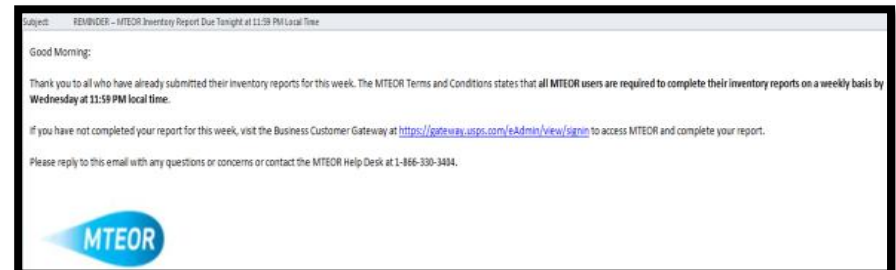 Subject: REMINDER – MTEOR Inventory Report Due Tonight at 11:59 PM Local Time
Good Morning:
Thank you to all who have already submitted their inventory reports for this week. The MTEOR Terms and Conditions states that all MTEOR users are required to complete their inventory reports on a weekly basis by
Wednesday at 11:59 PM local time.
If you have not completed your report for this week, visit the Business Customer Gateway at https://gateway.usps.com/eAdmin/view/signin to access MTEOR and complete your report.
Please reply to this email with any questions or concerns or contact the MTEOR Help Desk at 1-866-330-3404.
MTEOR